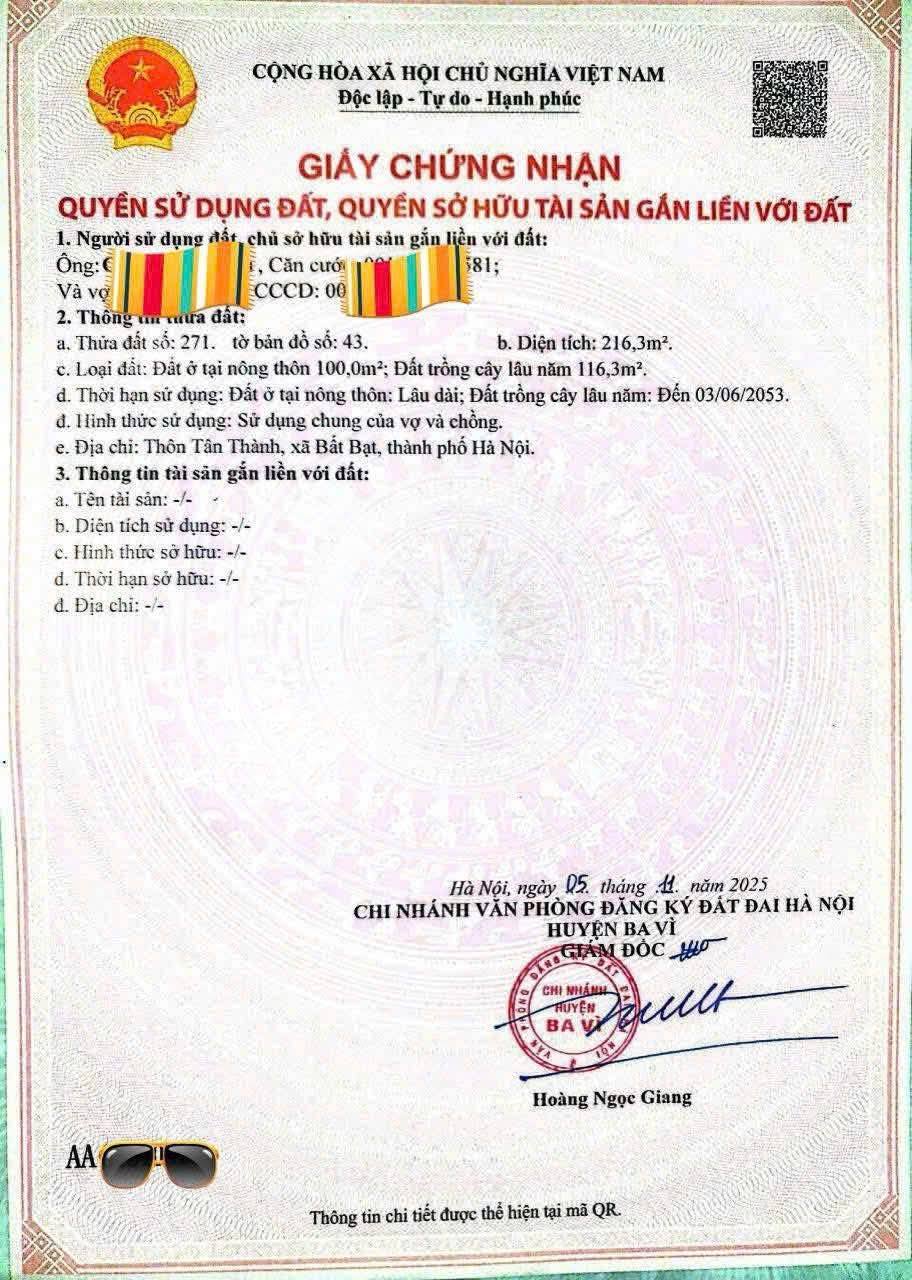 CỘNG HÒA XÃ HỘI CHỦ NGHĨA VIỆT NAM
Độc lập - Tự do - Hạnh phúc
GIẤY CHỨNG NHẬN
QUYỀN SỬ DỤNG ĐẤT, QUYỀN SỞ HỮU TÀI SẢN GẮN LIỀN VỚI ĐẤT
1. Người sử dụng đất, chủ sở hữu tài sản gắn liền với đất:
Ông: , Căn cước 581;
Và vợ CCCD: 00
2. Thông tin thửa đất:
a. Thửa đất số: 271. tờ bản đồ số: 43. b. Diện tích: 216,3m².
c. Loại đất: Đất ở tại nông thôn 100,0m²; Đất trồng cây lâu năm 116,3m².
d. Thời hạn sử dụng: Đất ở tại nông thôn: Lâu dài; Đất trồng cây lâu năm: Đến 03/06/2053.
đ. Hình thức sử dụng: Sử dụng chung của vợ và chồng.
e. Địa chỉ: Thôn Tân Thành, xã Bất Bạt, thành phố Hà Nội.
3. Thông tin tài sản gắn liền với đất:
a. Tên tài sản: -/-
b. Diện tích sử dụng: -/-
c. Hình thức sở hữu: -/-
d. Thời hạn sở hữu: -/-
đ. Địa chỉ: -/-
Hà Nội, ngày 05. tháng .11. năm 2025
CHI NHÁNH VĂN PHÒNG ĐĂNG KÝ ĐẤT ĐAI HÀ NỘI
HUYỆN BA VÌ
GIÁM ĐỐC
VĂN PHÒNG ĐĂNG KÝ ĐẤT ĐAI HÀ NỘI
CHI NHÁNH
HUYỆN
BA VÌ
Hoàng Ngọc Giang
AA
Thông tin chi tiết được thể hiện tại mã QR.